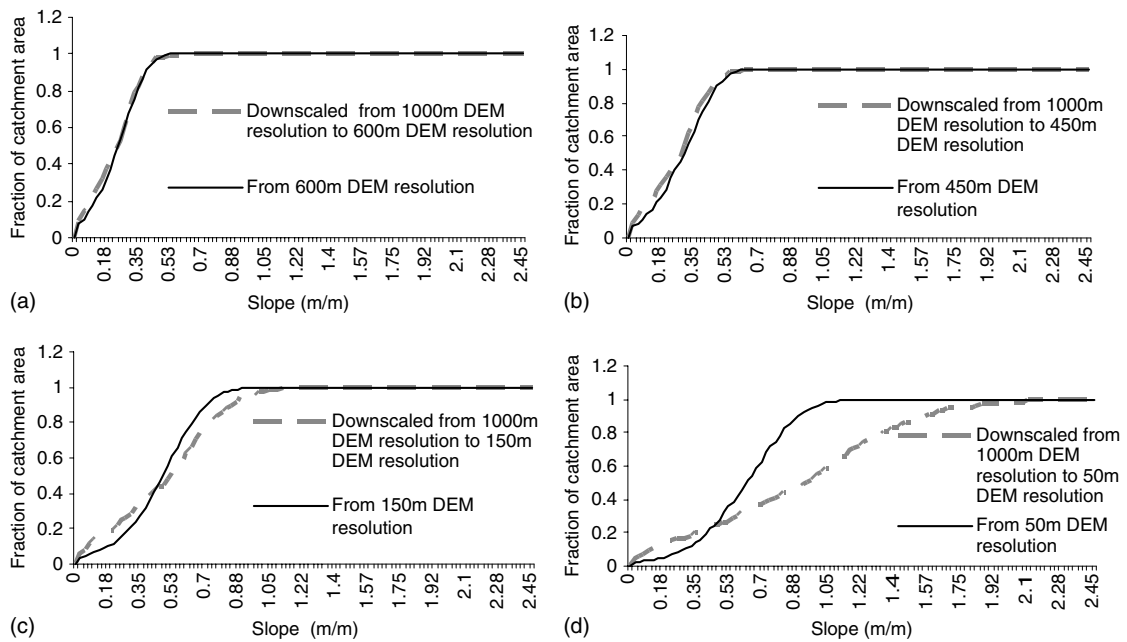 1.2
1
0.8
0.6
0.4
0.2
0
Fraction of catchment area
Downscaled from 1000m DEM
resolution to 600m DEM resolution
From 600m DEM resolution
0 0.18 0.35 0.53 0.7 0.88 1.05 1.22 1.4 1.57 1.75 1.92 2.1 2.28 2.45
(a) Slope (m/m)
1.2
1
0.8
0.6
0.4
0.2
0
Fraction of catchment area
Downscaled from 1000m
DEM resolution to 450m
DEM resolution
From 450m DEM
resolution
0 0.18 0.35 0.53 0.7 0.88 1.05 1.22 1.4 1.57 1.75 1.92 2.1 2.28 2.45
(b) Slope (m/m)
1.2
1
0.8
0.6
0.4
0.2
0
Fraction of catchment area
Downscaled from 1000m
DEM resolution to 150m
DEM resolution
From 150m DEM
resolution
0 0.18 0.35 0.53 0.7 0.88 1.05 1.22 1.4 1.57 1.75 1.92 2.1 2.28 2.45
(c) Slope (m/m)
1.2
1
0.8
0.6
0.4
0.2
0
Fraction of catchment area
Downscaled from
1000m DEM
resolution to 50m
DEM resolution
From 50m DEM
resolution
0 0.18 0.35 0.53 0.7 0.88 1.05 1.22 1.4 1.57 1.75 1.92 2.1 2.28 2.45
(d) Slope (m/m)